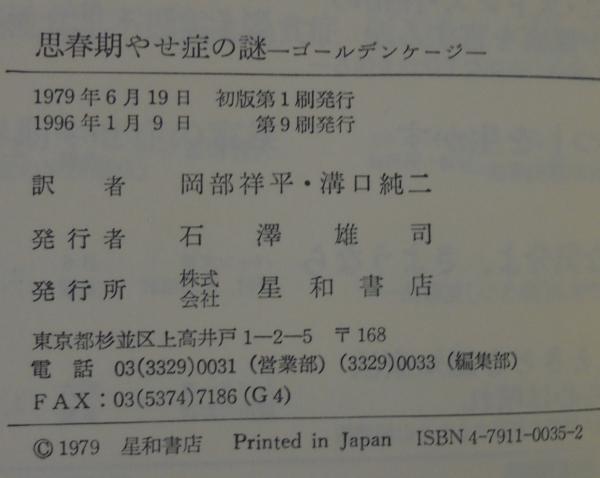 思春期やせ症の謎—ゴールデンケージ—
1979年6月19日 初版第1刷発行
1996年1月9日 第9刷発行
訳者 岡部祥平・溝口純二
発行者 石澤雄司
発行所 株式会社 星和書店
東京都杉並区上高井戸1—2—5 〒168
電話 03(3329)0031(営業部)(3329)0033(編集部)
FAX:03(5374)7186(G4)
©1979 星和書店 Printed in Japan ISBN4-7911-0035-2